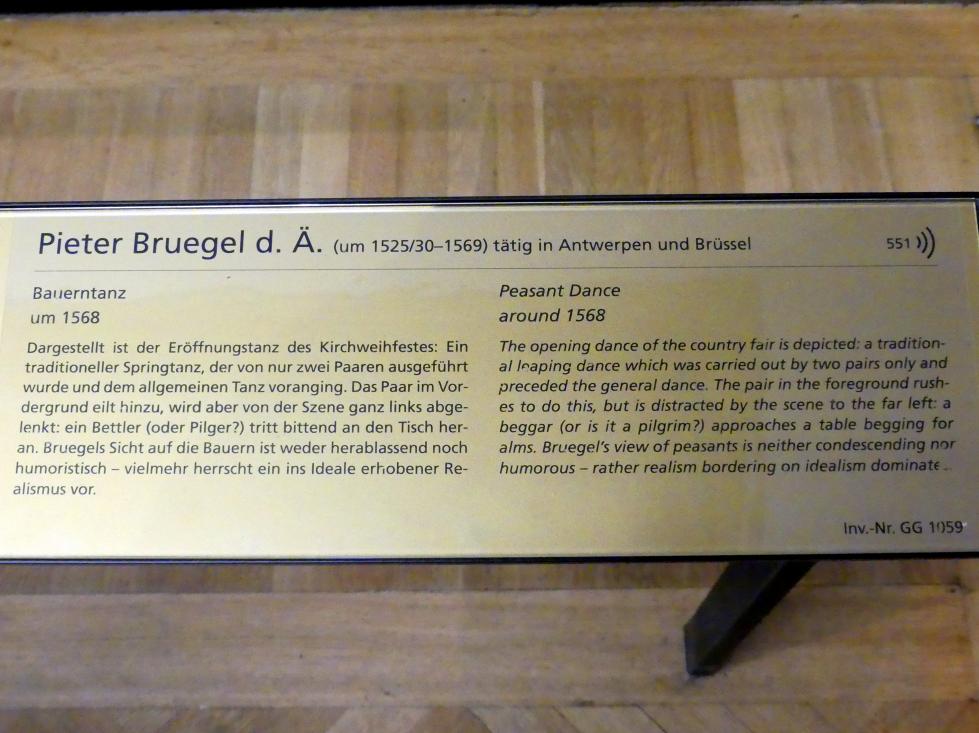 Pieter Bruegel d. Ä. (um 1525/30–1569) tätig in Antwerpen und Brüssel 551
Bauerntanz
um 1568
Dargestellt ist der Eröffnungstanz des Kirchweihfestes: Ein
traditioneller Springtanz, der von nur zwei Paaren ausgeführt
wurde und dem allgemeinen Tanz voranging. Das Paar im Vor-
dergrund eilt hinzu, wird aber von der Szene ganz links abge-
lenkt: ein Bettler (oder Pilger?) tritt bittend an den Tisch her-
an. Bruegels Sicht auf die Bauern ist weder herablassend noch
humoristisch – vielmehr herrscht ein ins Ideale erhobener Re-
alismus vor.
Peasant Dance
around 1568
The opening dance of the country fair is depicted: a tradition-
al leaping dance which was carried out by two pairs only and
preceded the general dance. The pair in the foreground rush-
es to do this, but is distracted by the scene to the far left: a
beggar (or is it a pilgrim?) approaches a table begging for
alms. Bruegel's view of peasants is neither condescending nor
humorous – rather realism bordering on idealism dominates.
Inv.-Nr. GG 1059